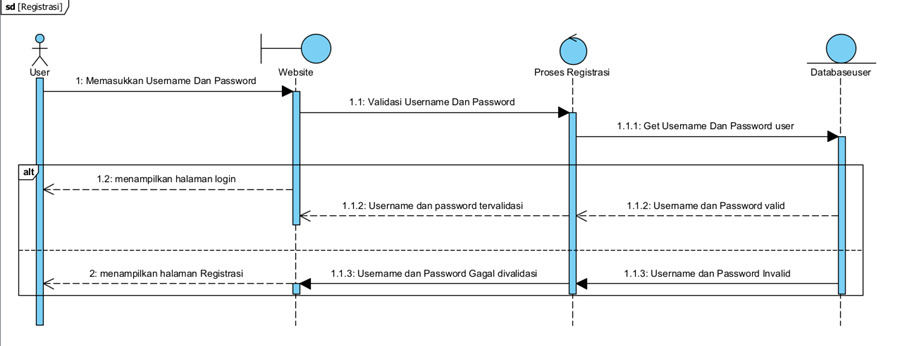 sd [Registrasi]
User
Website
Proses Registrasi
Databaseuser
1: Memasukkan Username Dan Password
1.1: Validasi Username Dan Password
1.1.1: Get Username Dan Password user
alt
1.2: menampilkan halaman login
1.1.2: Username dan password tervalidasi
1.1.2: Username dan Password valid
2: menampilkan halaman Registrasi
1.1.3: Username dan Password Gagal divalidasi
1.1.3: Username dan Password Invalid